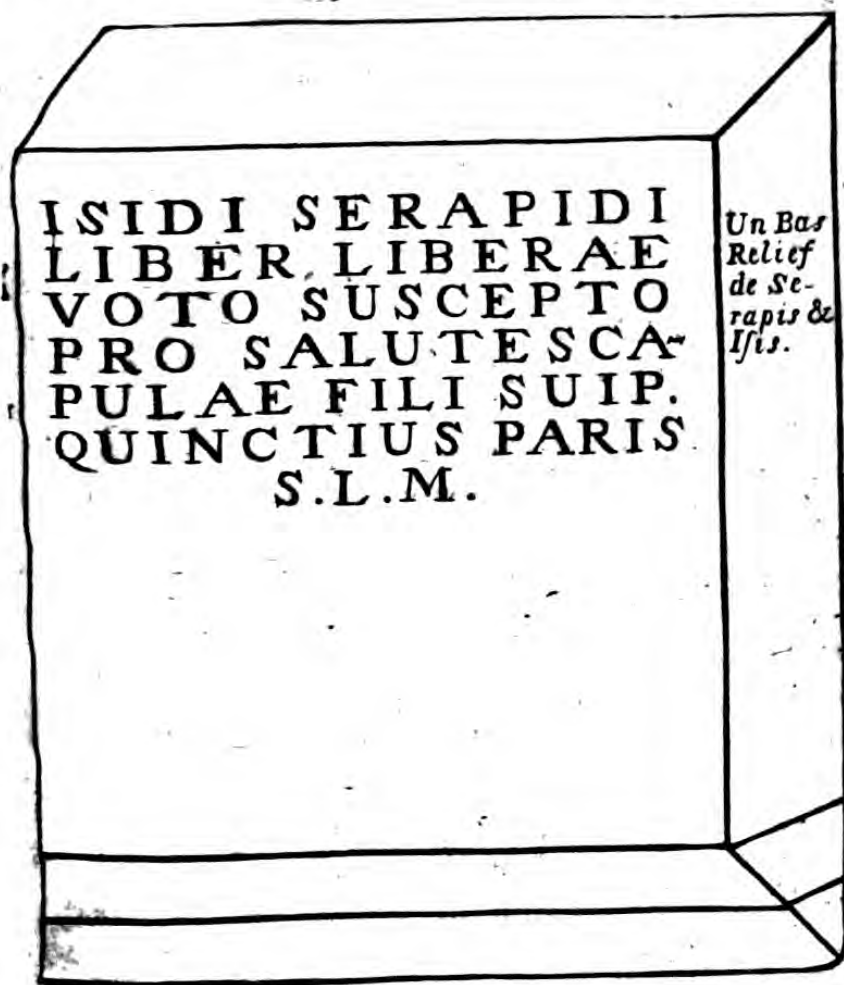 ISIDI SERAPIDI
LIBER. LIBERAE
VOTO SUSCEPTO
PRO SALUTE SCA-
PULAE FILI SUI P.
QUINCTIUS PARIS
S.L.M.
Un Bas
Relief
de Se-
rapis &
Iſis.